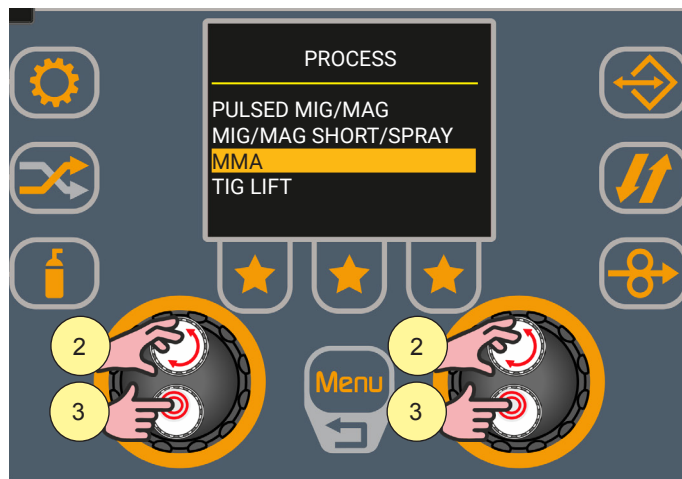 PROCESS
PULSED MIG/MAG
MIG/MAG SHORT/SPRAY
MMA
TIG LIFT
2
2
3
3
Menu